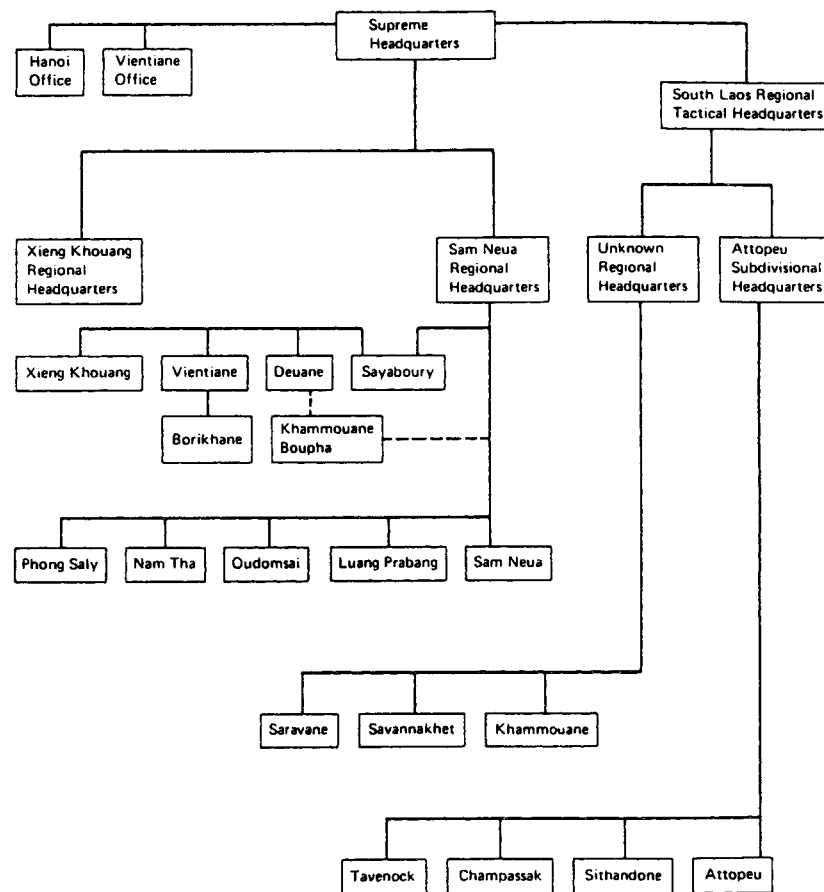 Supreme
Headquarters
Hanoi
Office
Vientiane
Office
South Laos Regional
Tactical Headquarters
Xieng Khouang
Regional
Headquarters
Sam Neua
Regional
Headquarters
Unknown
Regional
Headquarters
Attopeu
Subdivisional
Headquarters
Xieng Khouang
Vientiane
Deuane
Sayaboury
Borikhane
Khammouane
Boupha
Phong Saly
Nam Tha
Oudomsai
Luang Prabang
Sam Neua
Saravane
Savannakhet
Khammouane
Tavenock
Champassak
Sithandone
Attopeu